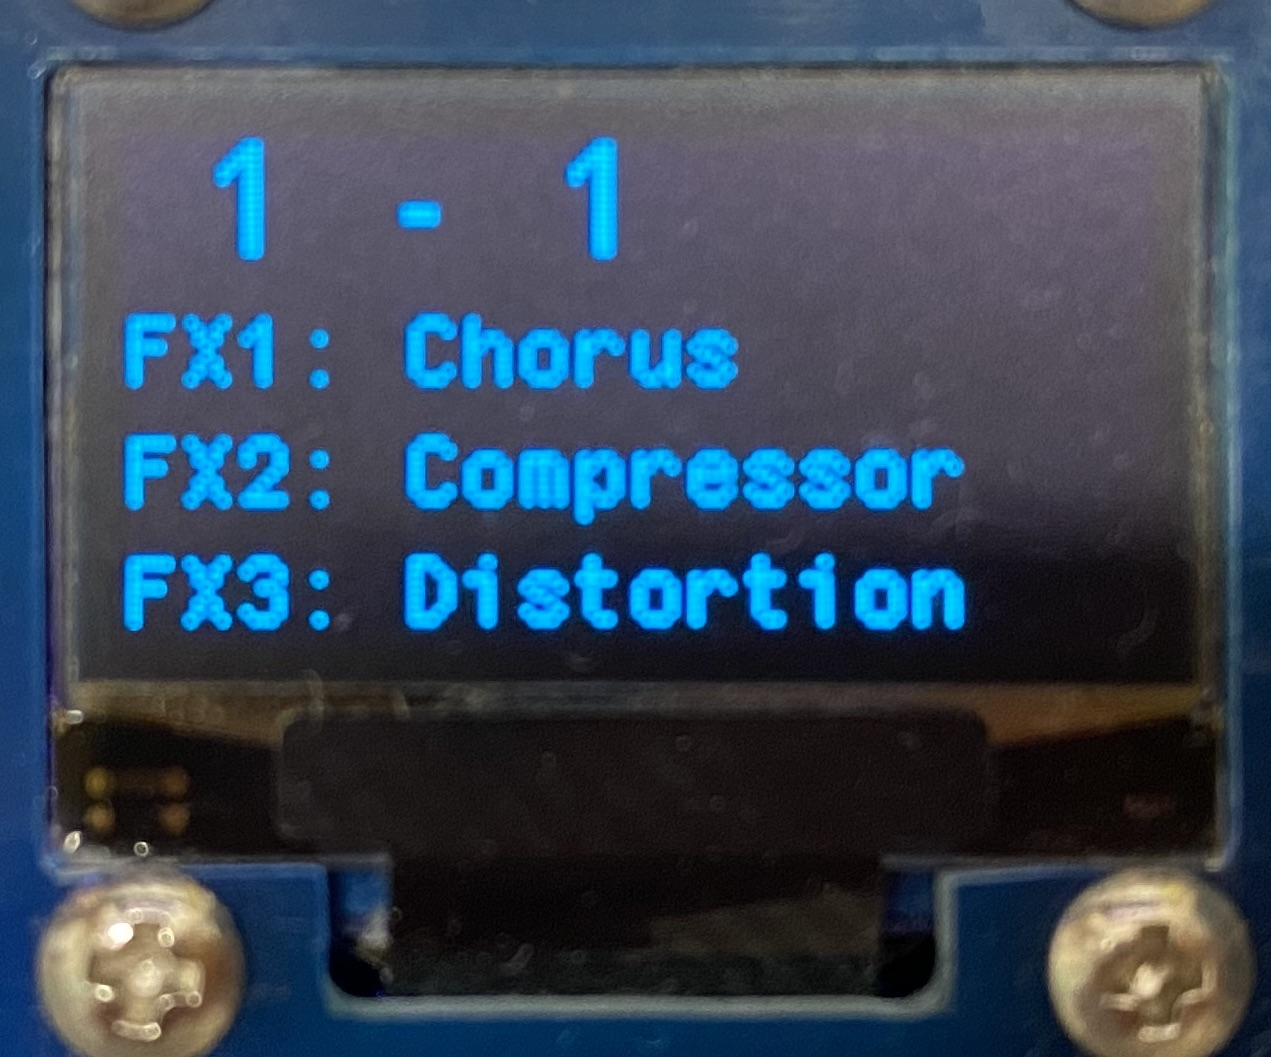 1 - 1
FX1: Chorus
FX2: Compressor
FX3: Distortion